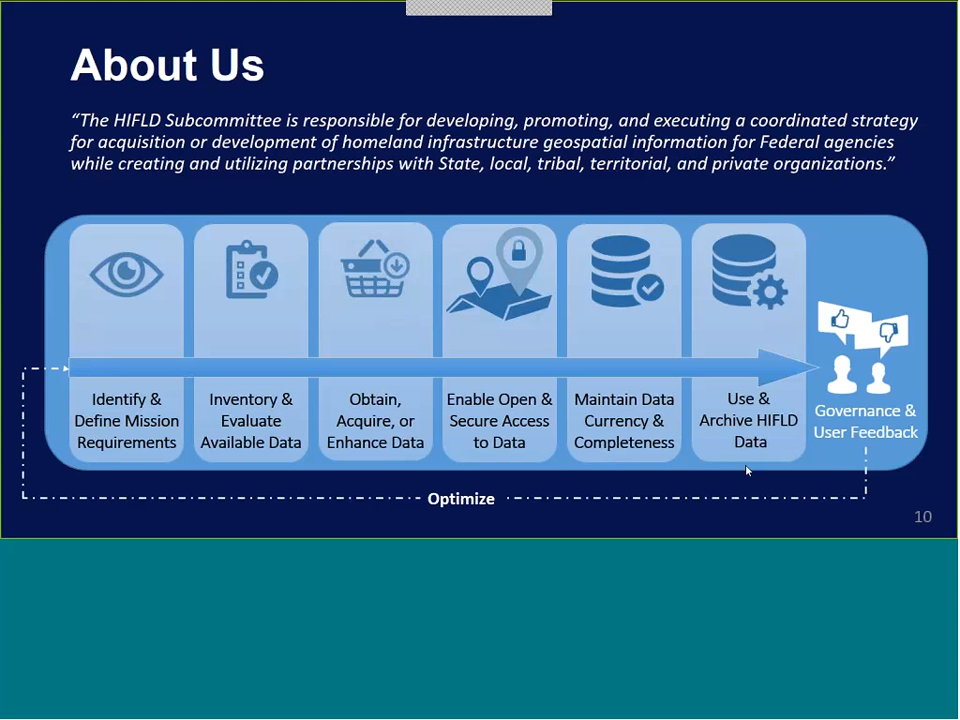 About Us
“The HIFLD Subcommittee is responsible for developing, promoting, and executing a coordinated strategy
for acquisition or development of homeland infrastructure geospatial information for Federal agencies
while creating and utilizing partnerships with State, local, tribal, territorial, and private organizations.”
Identify &
Define Mission
Requirements
Inventory &
Evaluate
Available Data
Obtain,
Acquire, or
Enhance Data
Enable Open &
Secure Access
to Data
Maintain Data
Currency &
Completeness
Use &
Archive HIFLD
Data
Governance &
User Feedback
Optimize
10